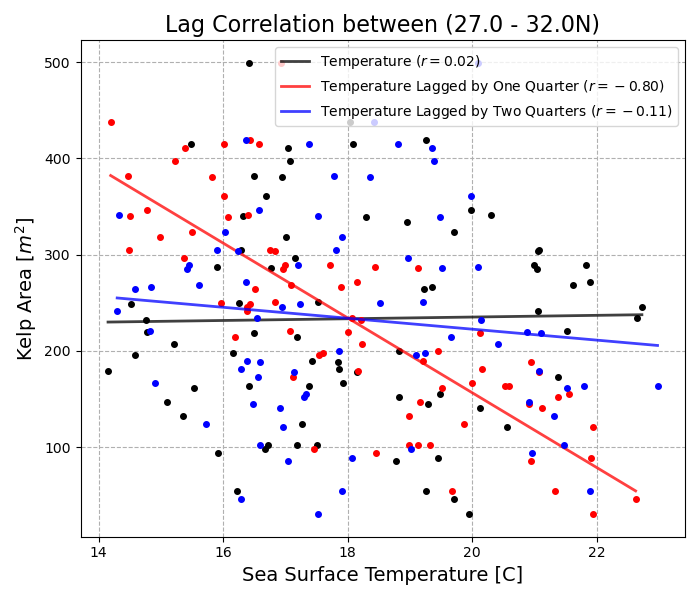 Lag Correlation between (27.0 - 32.0N)
Temperature (r = 0.02)
Temperature Lagged by One Quarter (r = −0.80)
Temperature Lagged by Two Quarters (r = −0.11)
500
400
300
200
100
Kelp Area [m²]
14 16 18 20 22
Sea Surface Temperature [C]